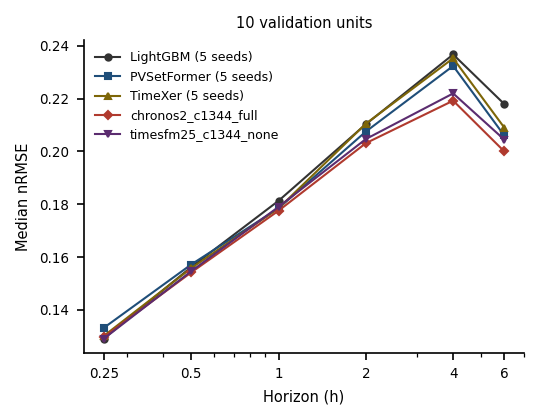 10 validation units
LightGBM (5 seeds)
PVSetFormer (5 seeds)
TimeXer (5 seeds)
chronos2_c1344_full
timesfm25_c1344_none
Median nRMSE
0.24
0.22
0.20
0.18
0.16
0.14
0.25 0.5 1 2 4 6
Horizon (h)